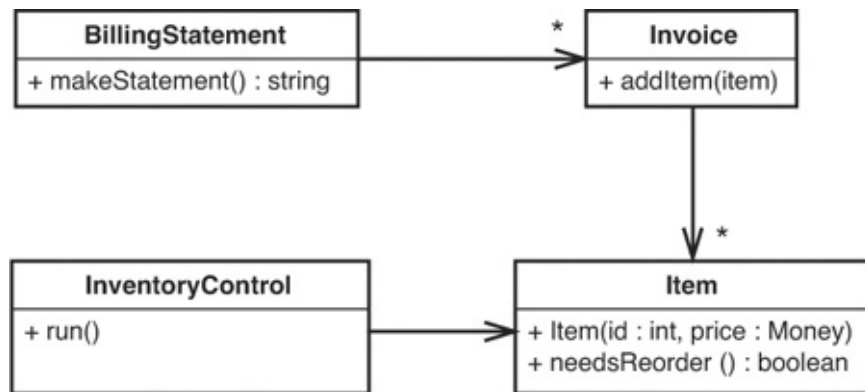 BillingStatement
+ makeStatement() : string
*
Invoice
+ addItem(item)
*
InventoryControl
+ run()
Item
+ Item(id : int, price : Money)
+ needsReorder () : boolean